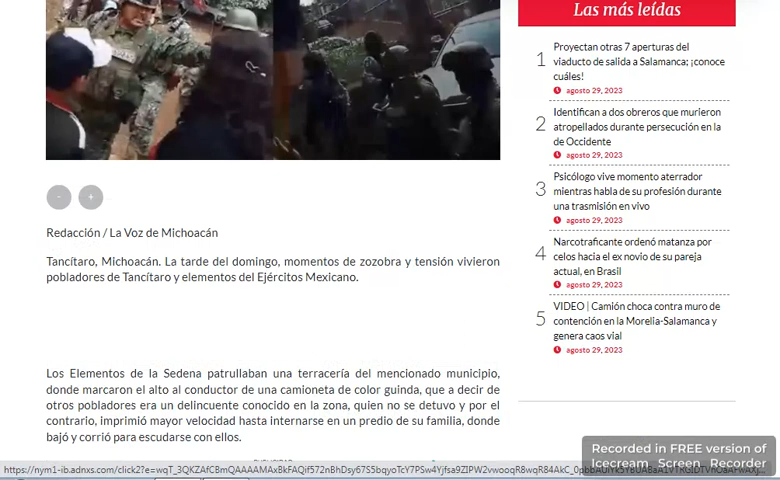 Las más leídas
1
Proyectan otras 7 aperturas del
viaducto de salida a Salamanca; ¡conoce
cuáles!
agosto 29, 2023
2
Identifican a dos obreros que murieron
atropellados durante persecución en la
de Occidente
agosto 29, 2023
3
Psicólogo vive momento aterrador
mientras habla de su profesión durante
una trasmisión en vivo
agosto 29, 2023
4
Narcotraficante ordenó matanza por
celos hacia el ex novio de su pareja
actual, en Brasil
agosto 29, 2023
5
VIDEO | Camión choca contra muro de
contención en la Morelia-Salamanca y
genera caos vial
agosto 29, 2023
- +
Redacción / La Voz de Michoacán
Tancítaro, Michoacán. La tarde del domingo, momentos de zozobra y tensión vivieron
pobladores de Tancítaro y elementos del Ejércitos Mexicano.
Los Elementos de la Sedena patrullaban una terracería del mencionado municipio,
donde marcaron el alto al conductor de una camioneta de color guinda, que a decir de
otros pobladores era un delincuente conocido en la zona, quien no se detuvo y por el
contrario, imprimió mayor velocidad hasta internarse en un predio de su familia, donde
bajó y corrió para escudarse con ellos.
Recorded in FREE version of
Icecream Screen Recorder